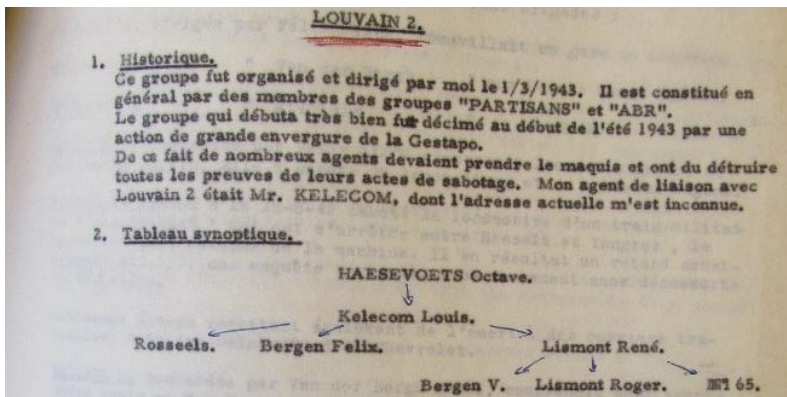 LOUVAIN 2.
1. Historique.
Ce groupe fut organisé et dirigé par moi le 1/3/1943. Il est constitué en
général par des membres des groupes "PARTISANS" et "ABR".
Le groupe qui débuta très bien fut décimé au début de l'été 1943 par une
action de grande envergure de la Gestapo.
De ce fait de nombreux agents devaient prendre le maquis et ont du détruire
toutes les preuves de leurs actes de sabotage. Mon agent de liaison avec
Louvain 2 était Mr. KELECOM, dont l'adresse actuelle m'est inconnue.
2. Tableau synoptique.
HAESEVOETS Octave.
Kelecom Louis.
Rosseels. Bergen Felix. Lismont René.
Bergen V. Lismont Roger. 65.